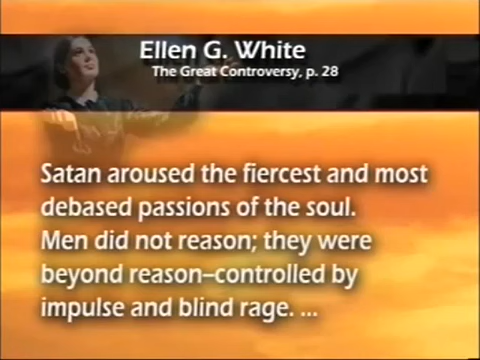 Ellen G. White
The Great Controversy, p. 28
Satan aroused the fiercest and most
debased passions of the soul.
Men did not reason; they were
beyond reason–controlled by
impulse and blind rage. ...